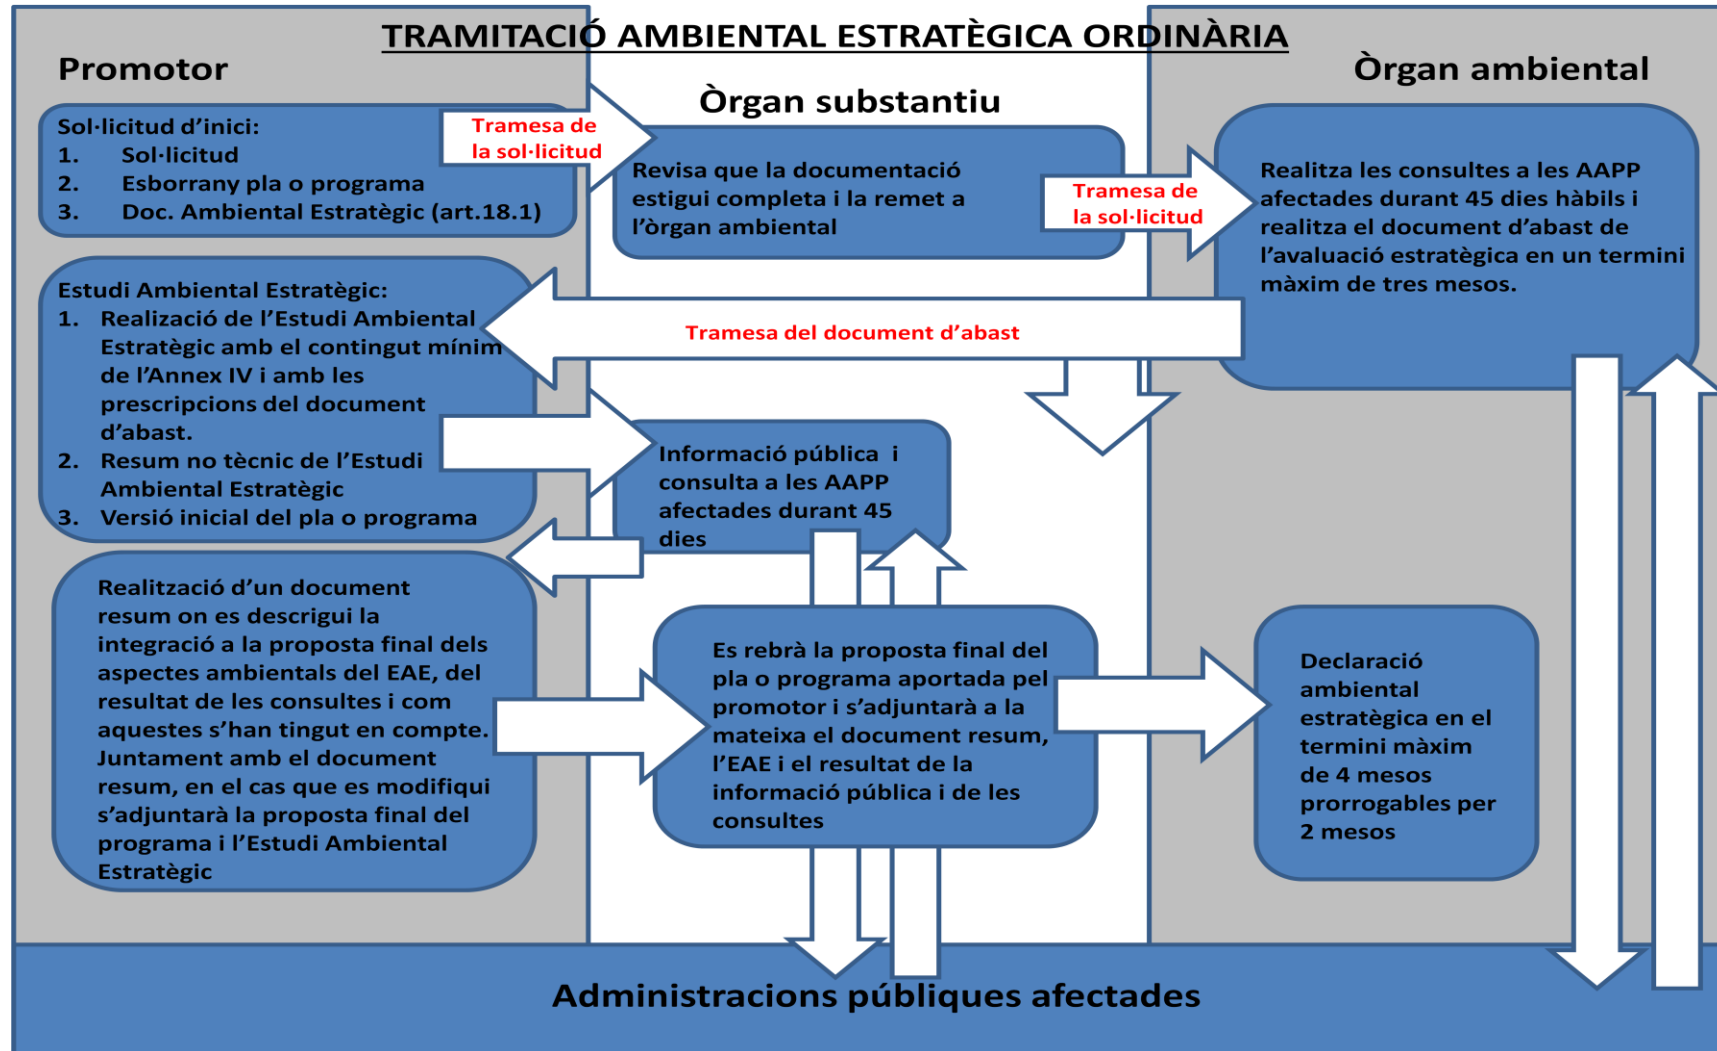 TRAMITACIÓ AMBIENTAL ESTRATÈGICA ORDINÀRIA
Promotor
Òrgan substantiu
Òrgan ambiental
Sol·licitud d’inici:
1. Sol·licitud
2. Esborrany pla o programa
3. Doc. Ambiental Estratègic (art.18.1)
Tramesa de
la sol·licitud
Revisa que la documentació
estigui completa i la remet a
l’òrgan ambiental
Tramesa de
la sol·licitud
Realitza les consultes a les AAPP
afectades durant 45 dies hàbils i
realitza el document d’abast de
l’avaluació estratègica en un termini
màxim de tres mesos.
Tramesa del document d’abast
Estudi Ambiental Estratègic:
1. Realizació de l’Estudi Ambiental
Estratègic amb el contingut mínim
de l’Annex IV i amb les
prescripcions del document
d’abast.
2. Resum no tècnic de l’Estudi
Ambiental Estratègic
3. Versió inicial del pla o programa
Informació pública i
consulta a les AAPP
afectades durant 45
dies
Realització d’un document
resum on es descrigui la
integració a la proposta final dels
aspectes ambientals del EAE, del
resultat de les consultes i com
aquestes s’han tingut en compte.
Juntament amb el document
resum, en el cas que es modifiqui
s’adjuntarà la proposta final del
programa i l’Estudi Ambiental
Estratègic
Es rebrà la proposta final del
pla o programa aportada pel
promotor i s’adjuntarà a la
mateixa el document resum,
l’EAE i el resultat de la
informació pública i de les
consultes
Declaració
ambiental
estratègica en el
termini màxim
de 4 mesos
prorrogables per
2 mesos
Administracions públiques afectades